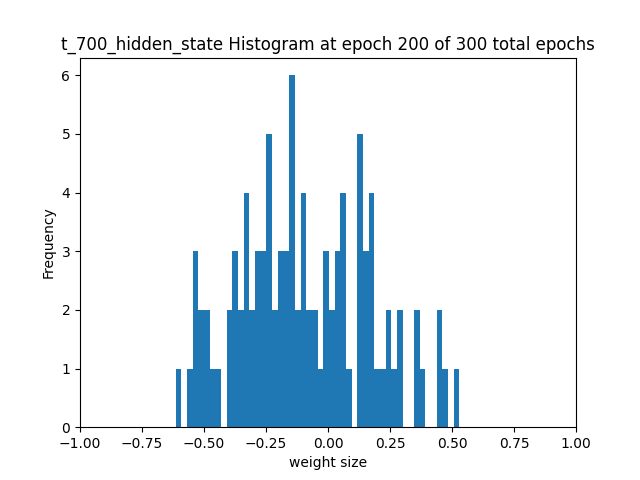 t_700_hidden_state Histogram at epoch 200 of 300 total epochs
6
5
4
3
2
1
0
Frequency
−1.00 −0.75 −0.50 −0.25 0.00 0.25 0.50 0.75 1.00
weight size